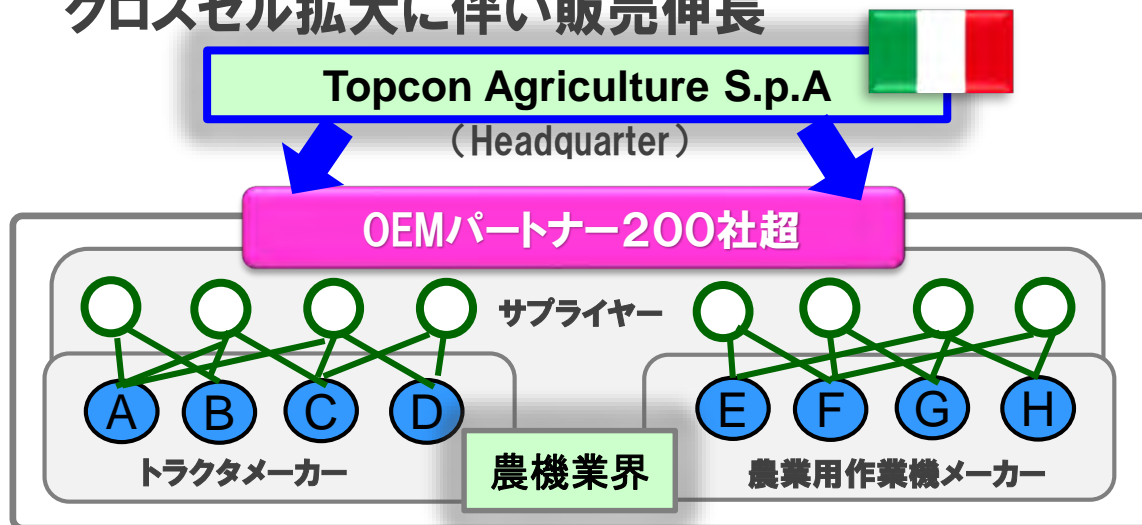 クロスセル拡大に伴い販売伸長
Topcon Agriculture S.p.A
（Headquarter）
OEMパートナー２００社超
サプライヤー
A B C D E F G H
トラクタメーカー
農機業界
農業用作業機メーカー